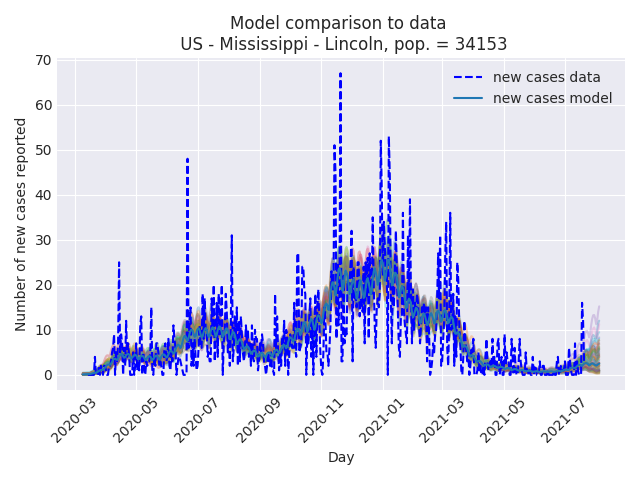 Model comparison to data
US - Mississippi - Lincoln, pop. = 34153
70
60
50
40
30
20
10
0
Number of new cases reported
new cases data
new cases model
2020-03
2020-05
2020-07
2020-09
2020-11
2021-01
2021-03
2021-05
2021-07
Day